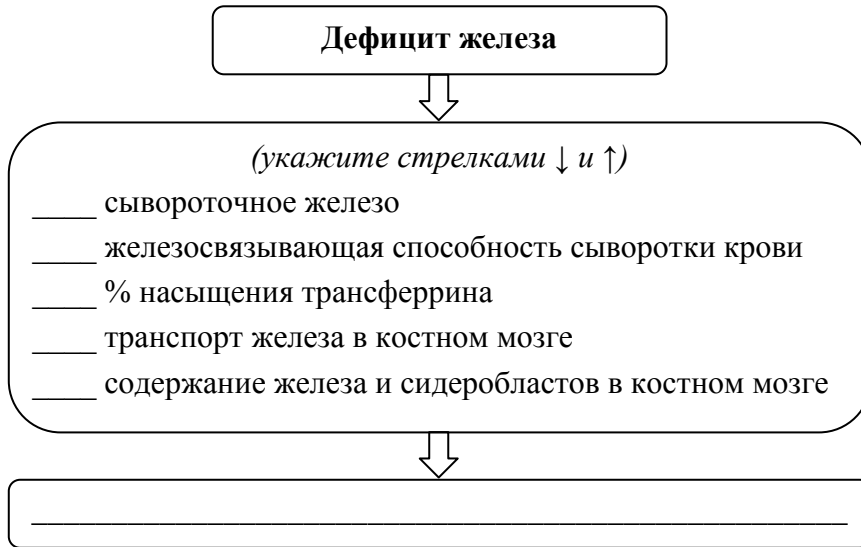 Дефицит железа
(укажите стрелками ↓ и ↑)
____ сывороточное железо
____ железосвязывающая способность сыворотки крови
____ % насыщения трансферрина
____ транспорт железа в костном мозге
____ содержание железа и сидеробластов в костном мозге